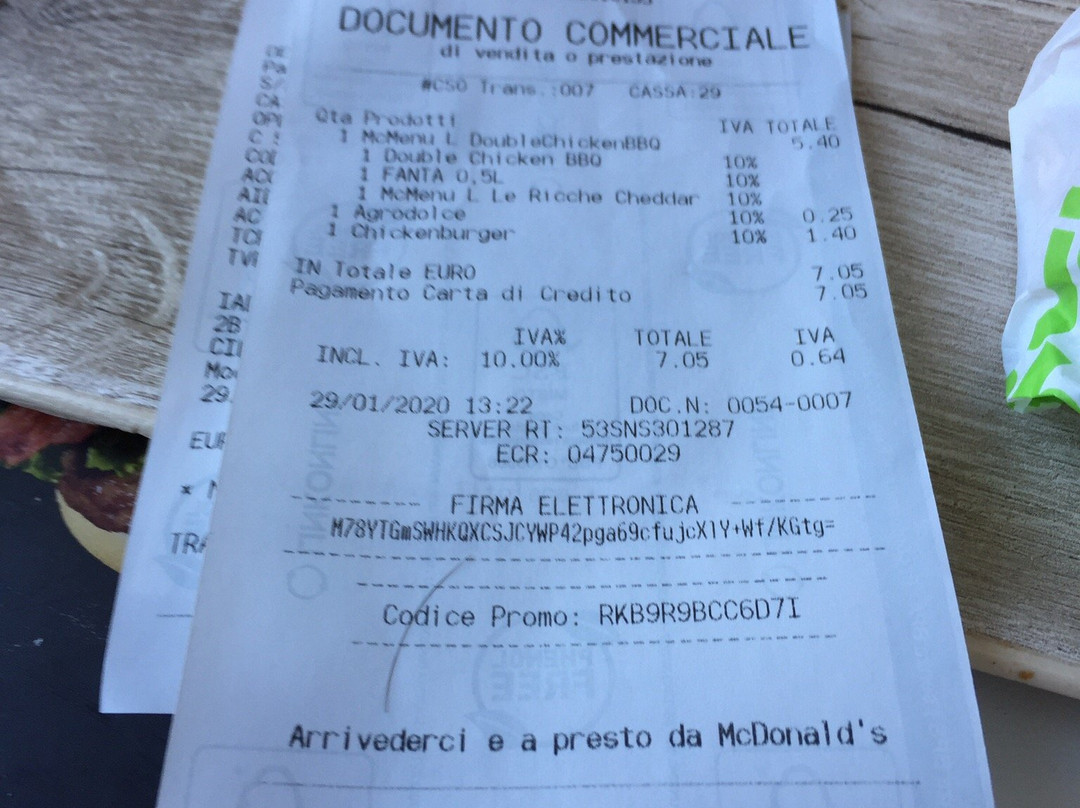 DOCUMENTO COMMERCIALE
di vendita o prestazione
#CSO Trans.:007 CASSA:29
Qta Prodotti IVA TOTALE
1 McMenu L DoubleChickenBBQ 5.40
1 Double Chicken BBQ 10%
1 FANTA 0,5L 10%
1 McMenu L Le Ricche Cheddar 10%
1 Agrodolce 10% 0.25
1 Chickenburger 10% 1.40
IN Totale EURO 7.05
Pagamento Carta di Credito 7.05
IVA% TOTALE IVA
INCL. IVA: 10.00% 7.05 0.64
29/01/2020 13:22 DOC.N: 0054-0007
SERVER RT: 53SNS301287
ECR: 04750029
FIRMA ELETTRONICA
M78YTGmSWHKQXCSJCYWP42pga69cfujcX1Y+Wf/KGtg=
Codice Promo: RKB9R9BCC6D7I
Arrivederci e a presto da McDonald's